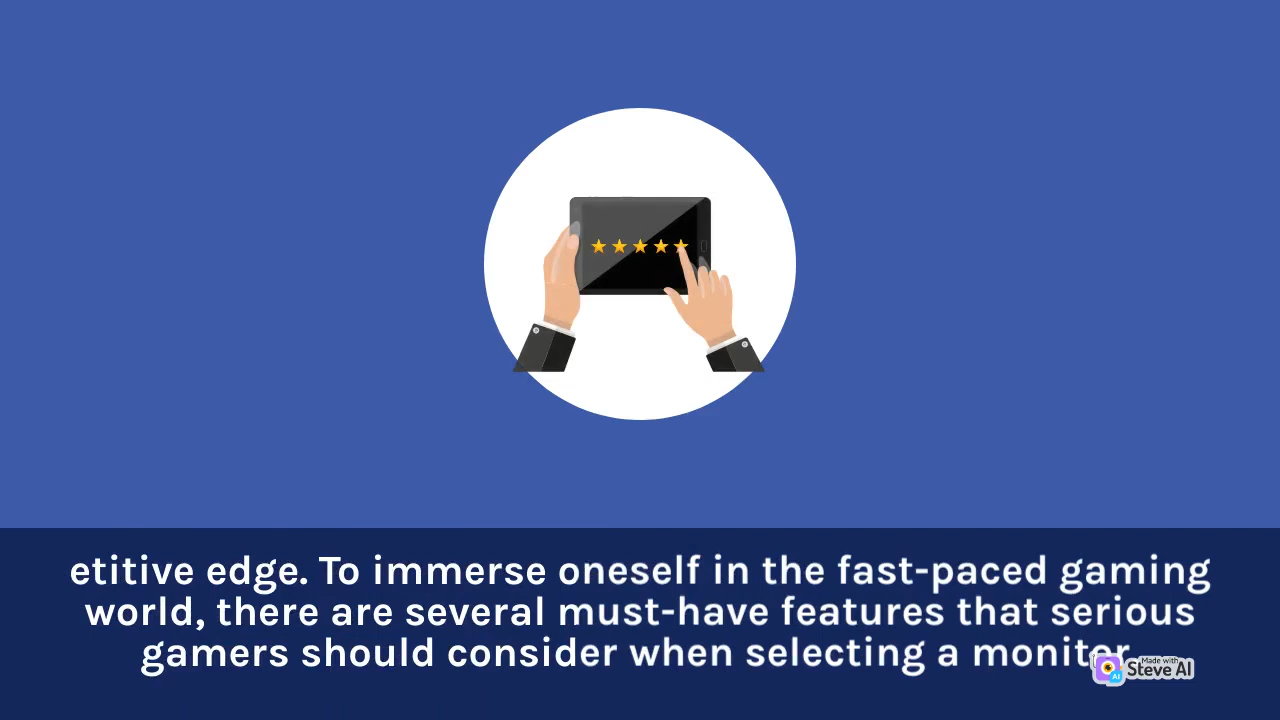 etitive edge. To immerse oneself in the fast-paced gaming
world, there are several must-have features that serious
gamers should consider when selecting a monitor.
Made with
Steve AI
AI